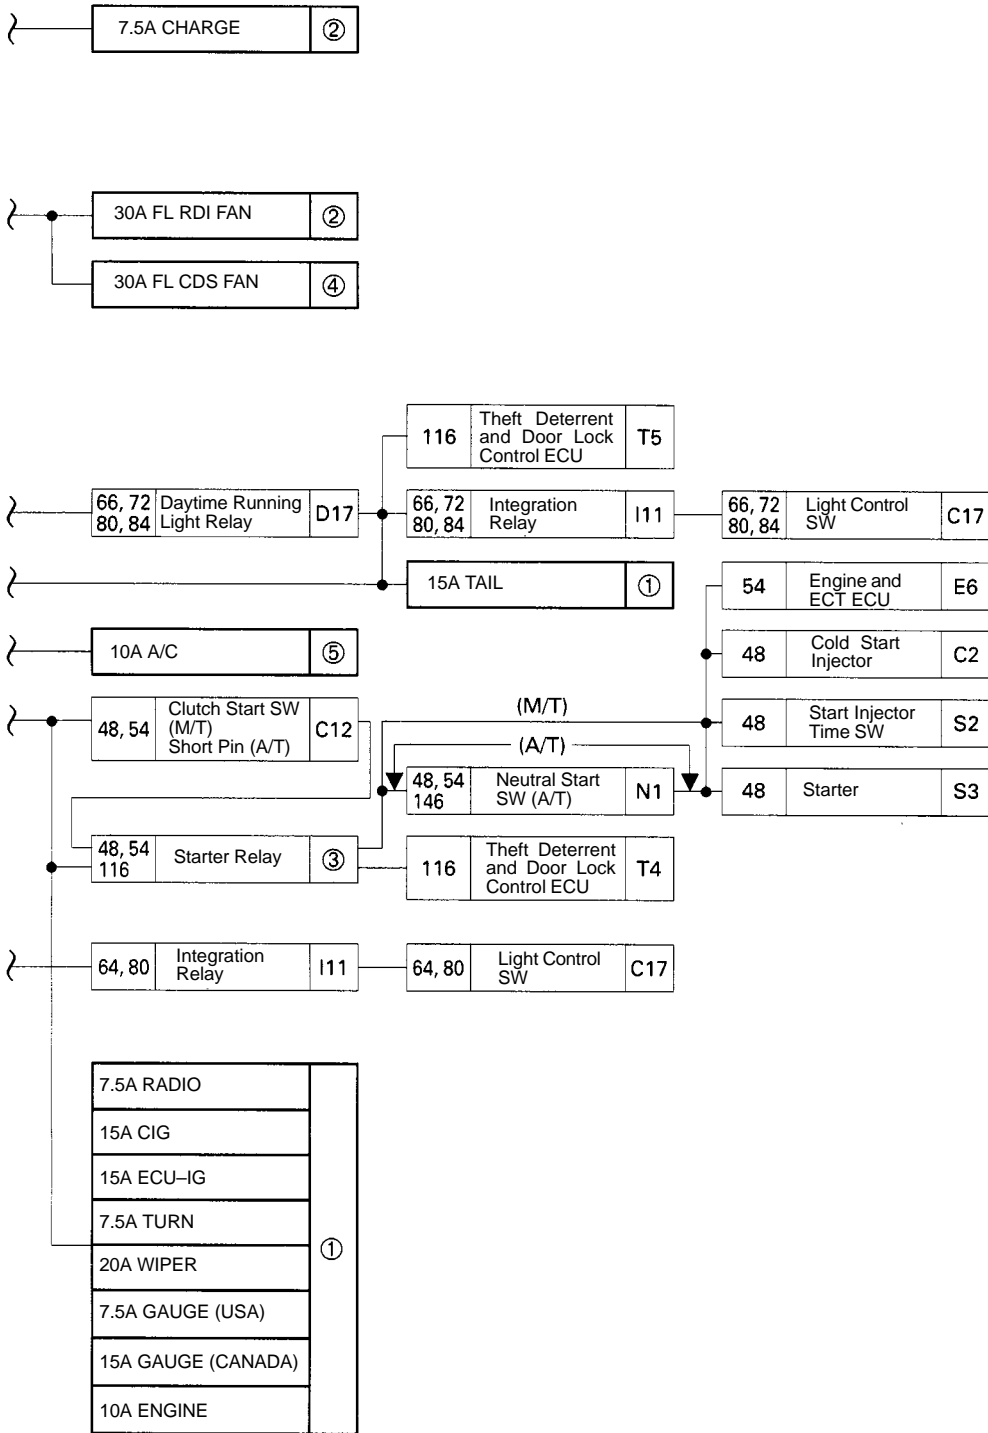 7.5A CHARGE ②
30A FL RDI FAN ②
30A FL CDS FAN ④
116 Theft Deterrent and Door Lock Control ECU T5
66, 72 80, 84 Daytime Running Light Relay D17
66, 72 80, 84 Integration Relay I11
66, 72 80, 84 Light Control SW C17
15A TAIL ①
54 Engine and ECT ECU E6
10A A/C ⑤
48 Cold Start Injector C2
48, 54 Clutch Start SW (M/T) Short Pin (A/T) C12
(M/T)
48 Start Injector Time SW S2
(A/T)
48, 54 146 Neutral Start SW (A/T) N1
48 Starter S3
48, 54 116 Starter Relay ③
116 Theft Deterrent and Door Lock Control ECU T4
64, 80 Integration Relay I11
64, 80 Light Control SW C17
7.5A RADIO
15A CIG
15A ECU–IG
7.5A TURN
①
20A WIPER
7.5A GAUGE (USA)
15A GAUGE (CANADA)
10A ENGINE